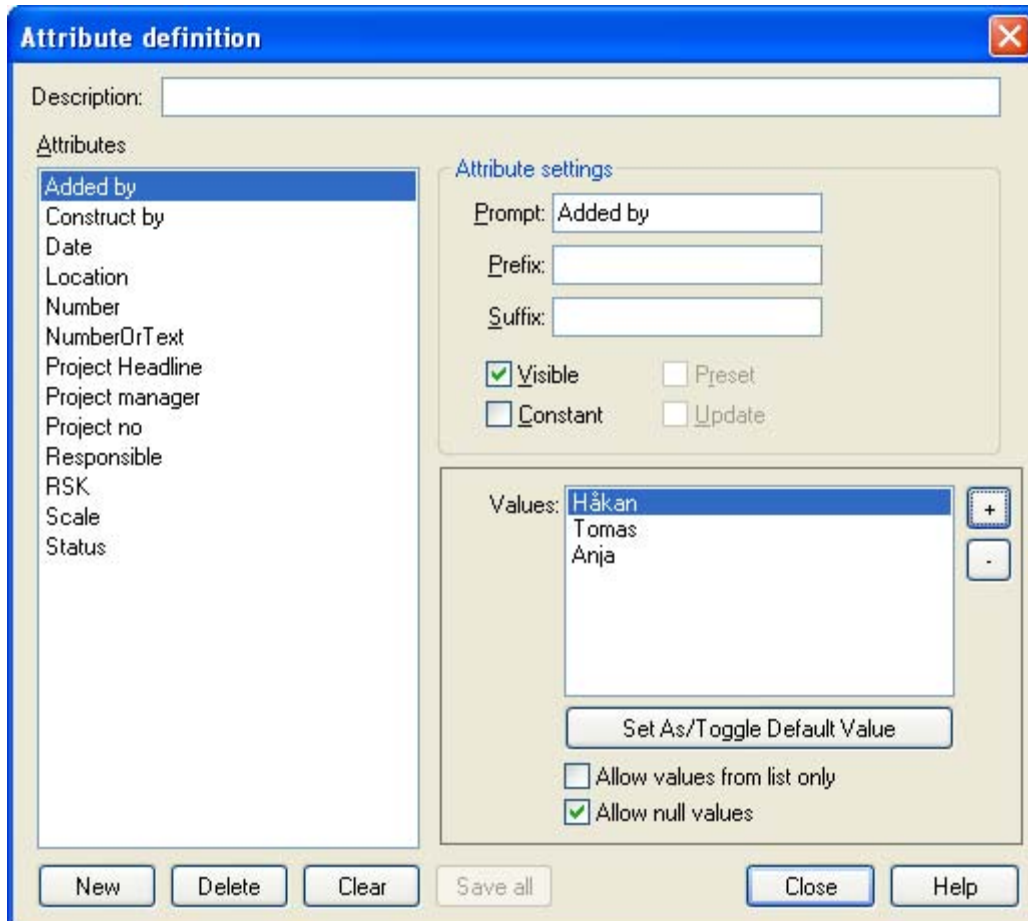 Attribute definition
Description:
Attributes
Added by
Construct by
Date
Location
Number
NumberOrText
Project Headline
Project manager
Project no
Responsible
RSK
Scale
Status
Attribute settings
Prompt: Added by
Prefix:
Suffix:
Visible Preset
Constant Update
Values: Håkan
Tomas
Anja
+
-
Set As/Toggle Default Value
Allow values from list only
Allow null values
New Delete Clear Save all Close Help